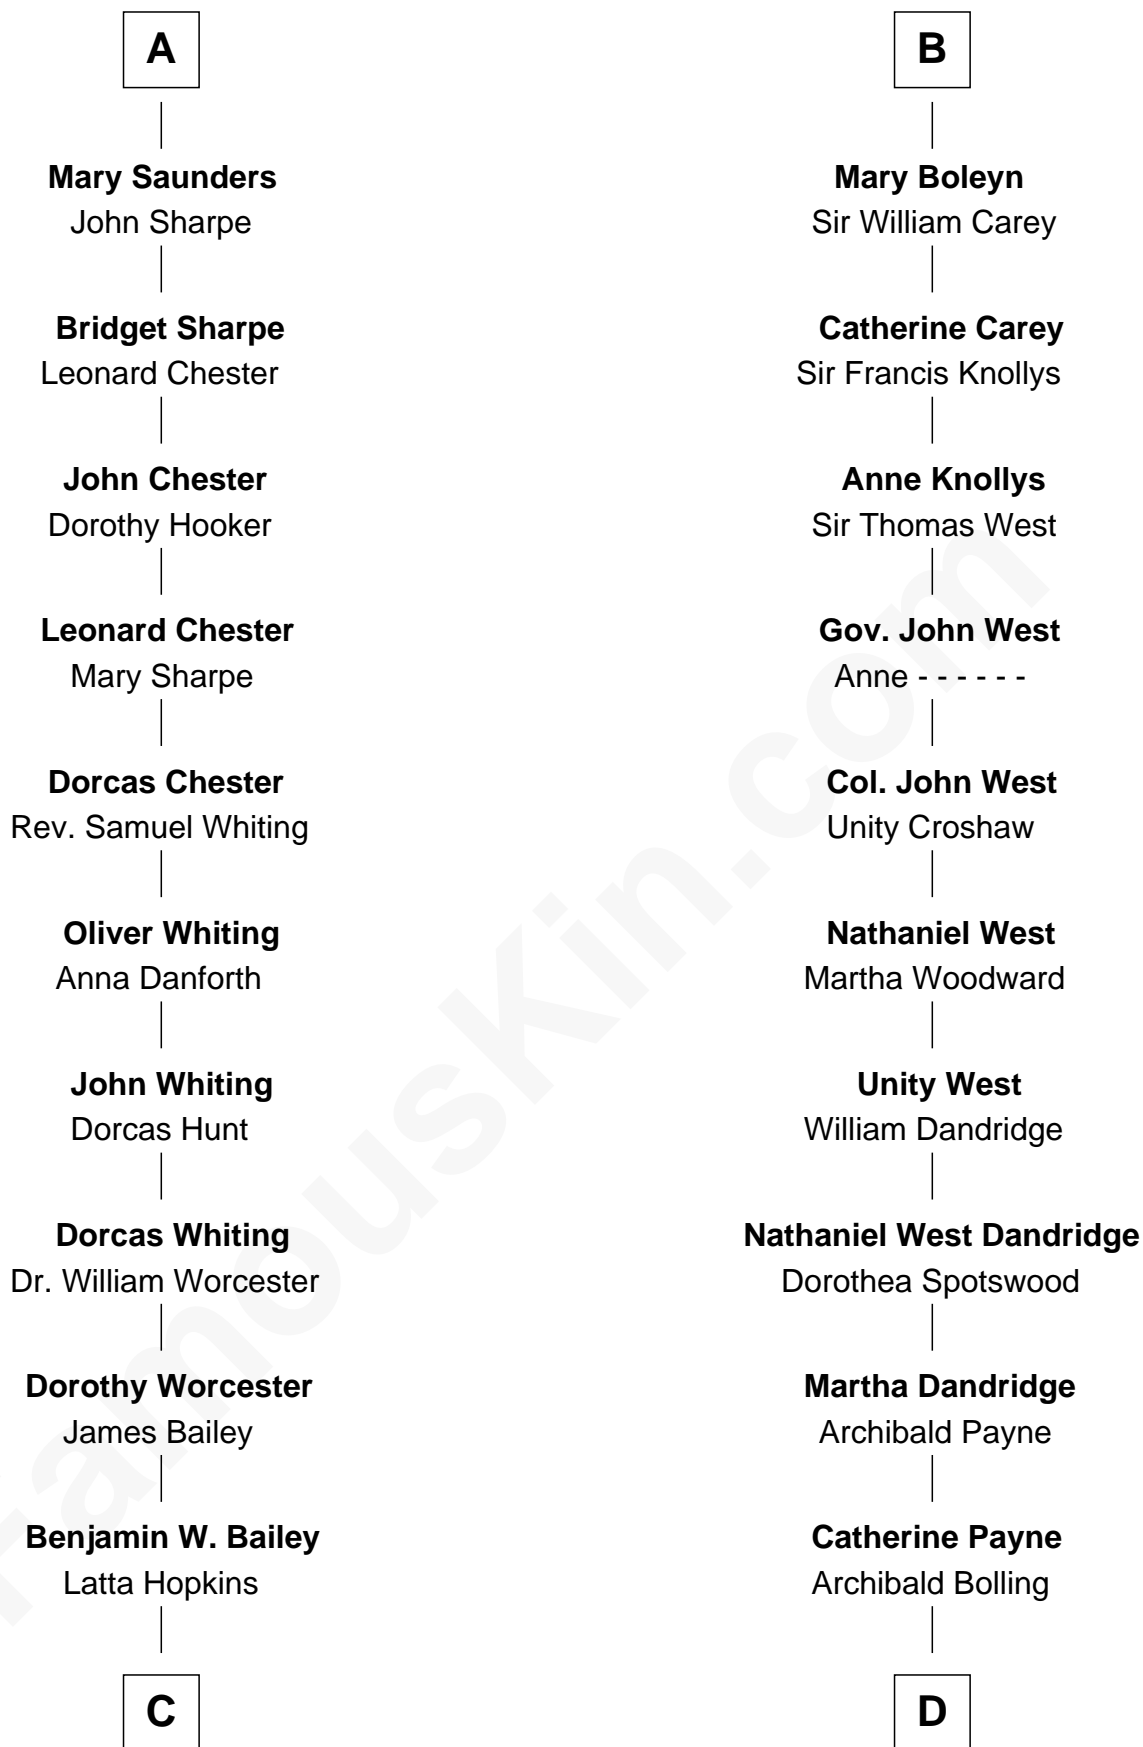 A
Mary Saunders
John Sharpe
Bridget Sharpe
Leonard Chester
John Chester
Dorothy Hooker
Leonard Chester
Mary Sharpe
Dorcas Chester
Rev. Samuel Whiting
Oliver Whiting
Anna Danforth
John Whiting
Dorcas Hunt
Dorcas Whiting
Dr. William Worcester
Dorothy Worcester
James Bailey
Benjamin W. Bailey
Latta Hopkins
C
B
Mary Boleyn
Sir William Carey
Catherine Carey
Sir Francis Knollys
Anne Knollys
Sir Thomas West
Gov. John West
Anne - - - - - -
Col. John West
Unity Croshaw
Nathaniel West
Martha Woodward
Unity West
William Dandridge
Nathaniel West Dandridge
Dorothea Spotswood
Martha Dandridge
Archibald Payne
Catherine Payne
Archibald Bolling
D
FamousKin.com